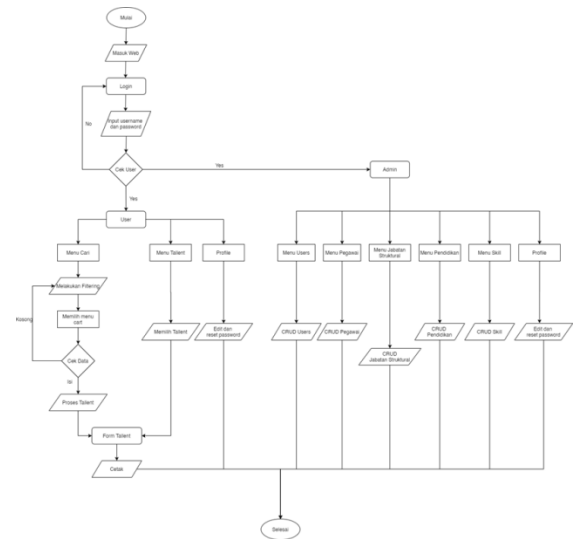 Mulai
Masuk Web
Login
Input username
dan password
No
Cek User
Yes
Admin
Yes
User
Menu Cari
Menu Talent
Profile
Menu Users
Menu Pegawai
Menu Jabatan
Struktural
Menu Pendidikan
Menu Skill
Profile
Melakukan Filtering
Kosong
Memilih menu
cari
Memilih Talent
Edit dan
reset password
CRUD Users
CRUD Pegawai
CRUD
Jabatan Struktural
CRUD
Pendidikan
CRUD Skill
Edit dan
reset password
Cek Data
Isi
Proses Talent
Form Talent
Cetak
Selesai